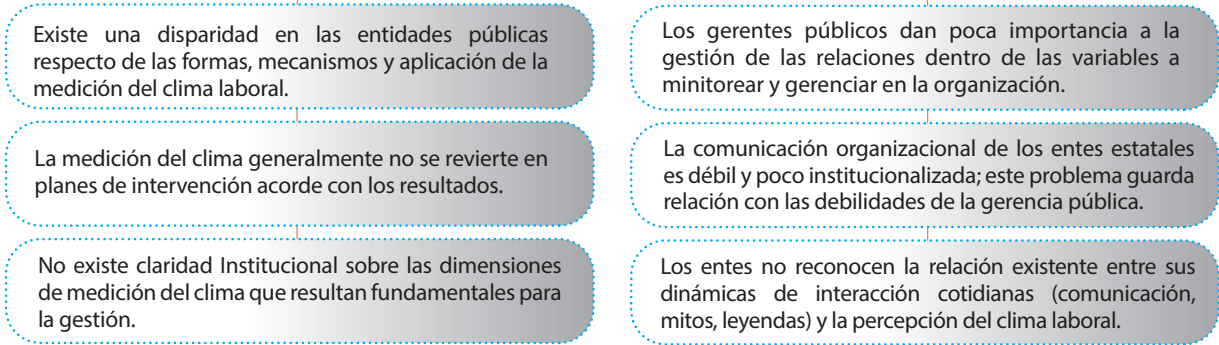 Existe una disparidad en las entidades públicas
respecto de las formas, mecanismos y aplicación de la
medición del clima laboral.
La medición del clima generalmente no se revierte en
planes de intervención acorde con los resultados.
No existe claridad Institucional sobre las dimensiones
de medición del clima que resultan fundamentales para
la gestión.
Los gerentes públicos dan poca importancia a la
gestión de las relaciones dentro de las variables a
minitorear y gerenciar en la organización.
La comunicación organizacional de los entes estatales
es débil y poco institucionalizada; este problema guarda
relación con las debilidades de la gerencia pública.
Los entes no reconocen la relación existente entre sus
dinámicas de interacción cotidianas (comunicación,
mitos, leyendas) y la percepción del clima laboral.